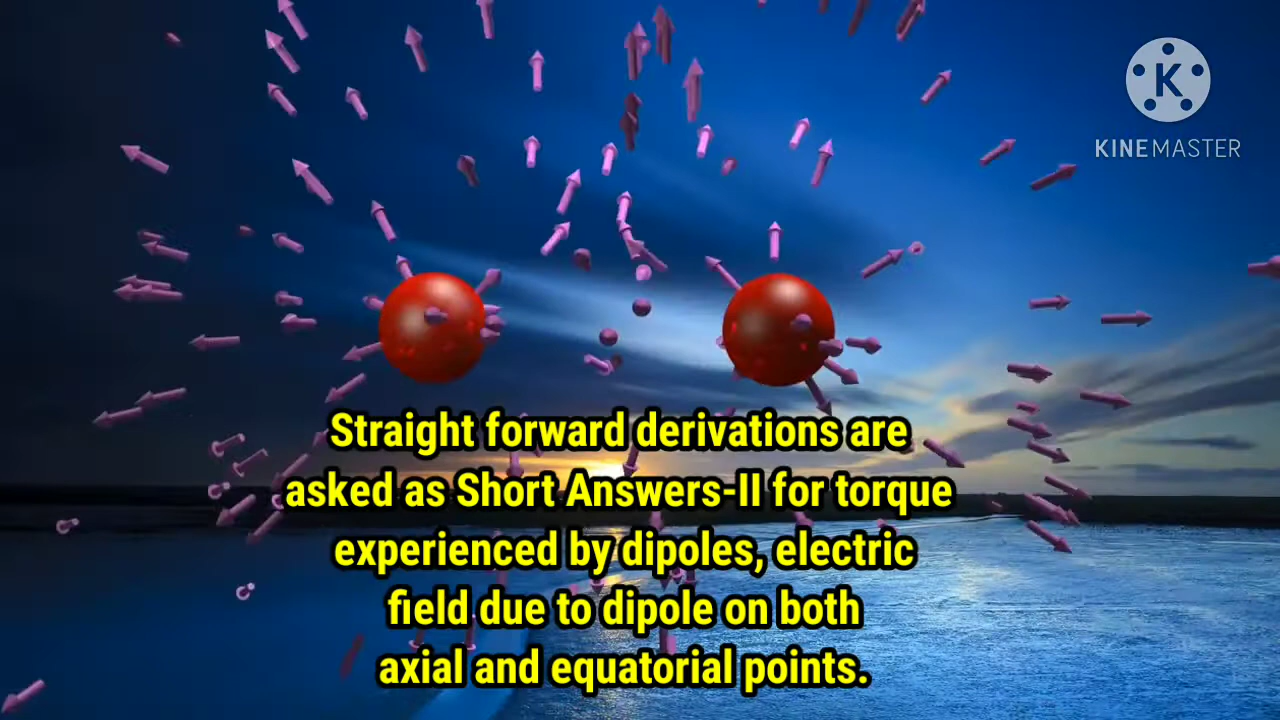 K
KINEMASTER
Straight forward derivations are
asked as Short Answers-II for torque
experienced by dipoles, electric
field due to dipole on both
axial and equatorial points.